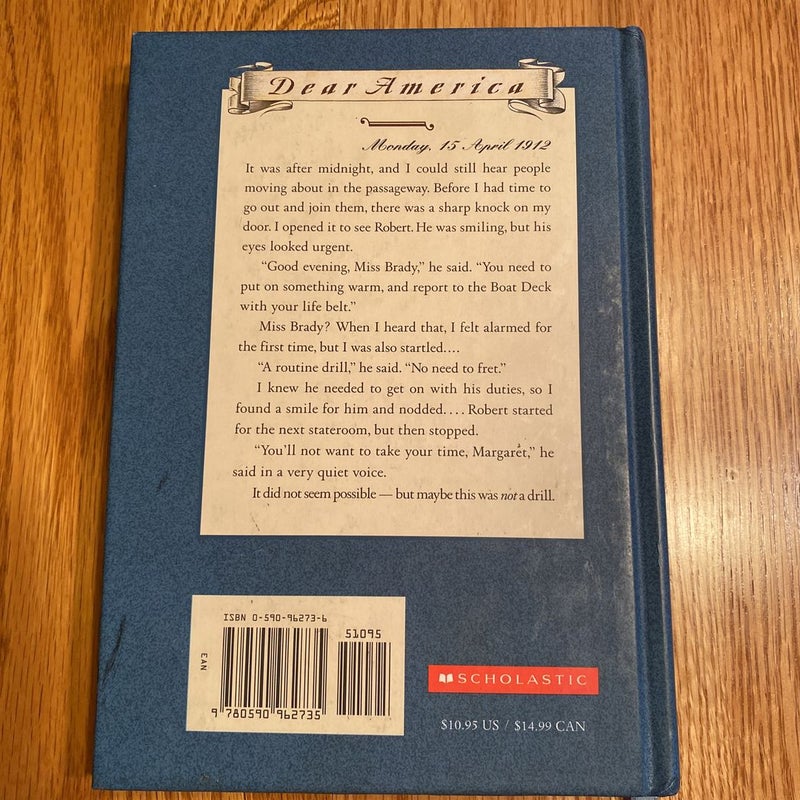 Dear America
Monday, 15 April 1912
It was after midnight, and I could still hear people
moving about in the passageway. Before I had time to
go out and join them, there was a sharp knock on my
door. I opened it to see Robert. He was smiling, but his
eyes looked urgent.
“Good evening, Miss Brady,” he said. “You need to
put on something warm, and report to the Boat Deck
with your life belt.”
Miss Brady? When I heard that, I felt alarmed for
the first time, but I was also startled....
“A routine drill,” he said. “No need to fret.”
I knew he needed to get on with his duties, so I
found a smile for him and nodded.... Robert started
for the next stateroom, but then stopped.
“You’ll not want to take your time, Margaret,” he
said in a very quiet voice.
It did not seem possible — but maybe this was not a drill.
ISBN 0-590-96273-6
51095
EAN
9 780590 962735
SCHOLASTIC
$10.95 US / $14.99 CAN